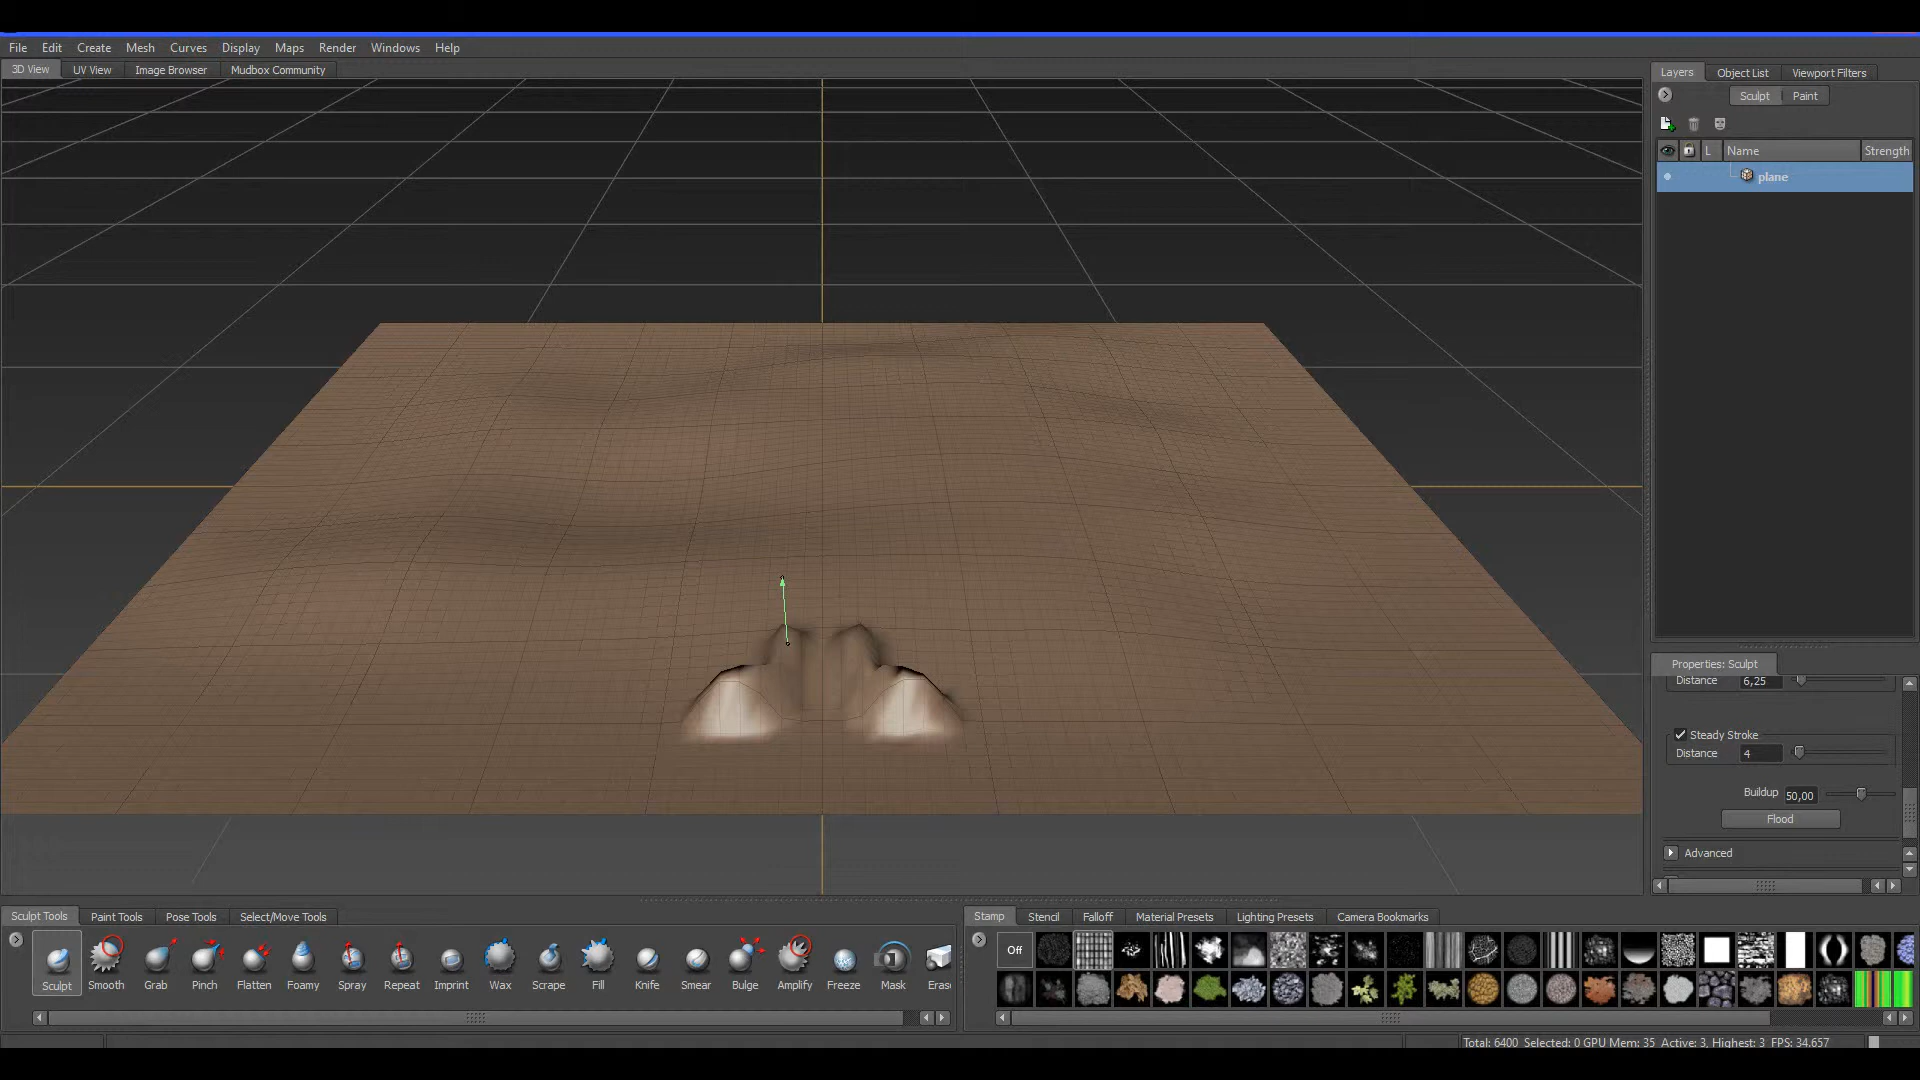 File Edit Create Mesh Curves Display Maps Render Windows Help
3D View UV View Image Browser Mudbox Community
Layers Object List Viewport Filters
Sculpt Paint
L Name Strength
plane
Properties: Sculpt
Distance 6,25
Steady Stroke
Distance 4
Buildup 50,00
Flood
Advanced
Sculpt Tools Paint Tools Pose Tools Select/Move Tools
Stamp Stencil Falloff Material Presets Lighting Presets Camera Bookmarks
Off
Sculpt Smooth Grab Pinch Flatten Foamy Spray Repeat Imprint Wax Scrape Fill Knife Smear Bulge Amplify Freeze Mask Eras
Total: 6400 Selected: 0 GPU Mem: 35 Active: 3, Highest: 3 FPS: 34.657